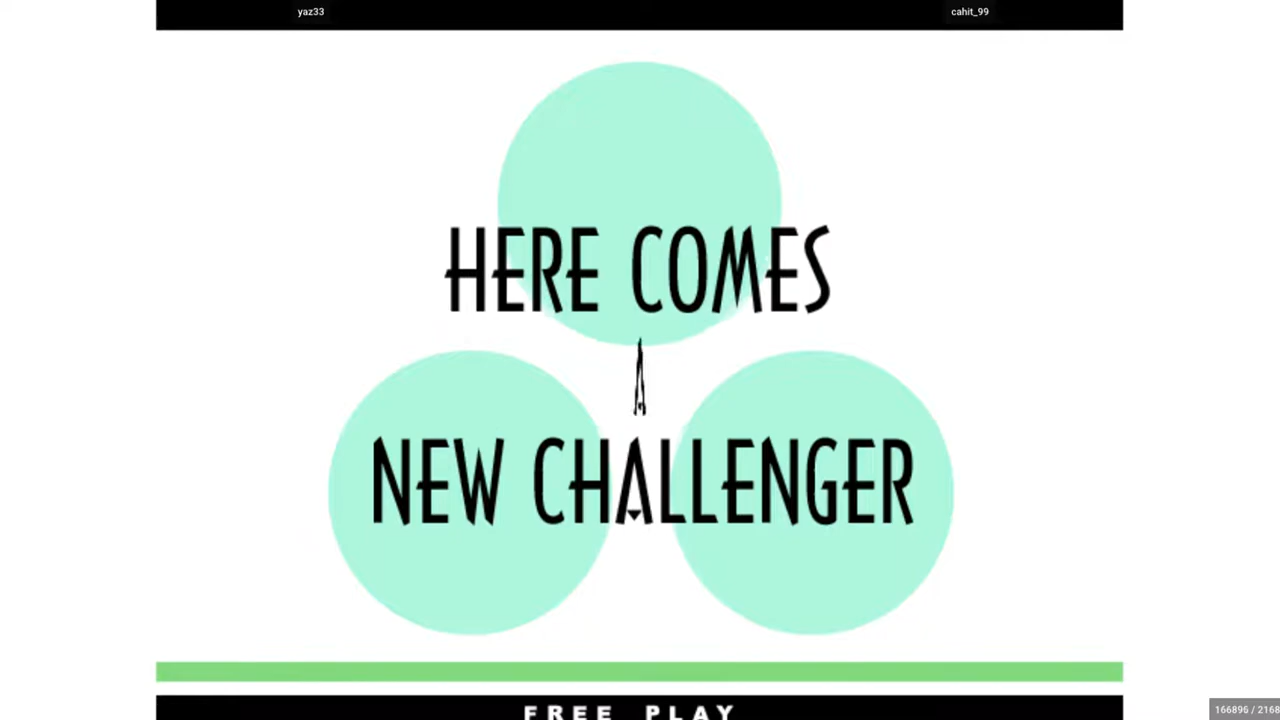 yaz33 cahit_99
HERE COMES
A
NEW CHALLENGER
FREE PLAY
166896 / 2168